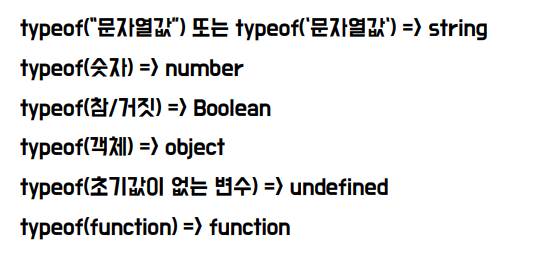 typeof("문자열값") 또는 typeof('문자열값') => string
typeof(숫자) => number
typeof(참/거짓) => Boolean
typeof(객체) => object
typeof(초기값이 없는 변수) => undefined
typeof(function) => function